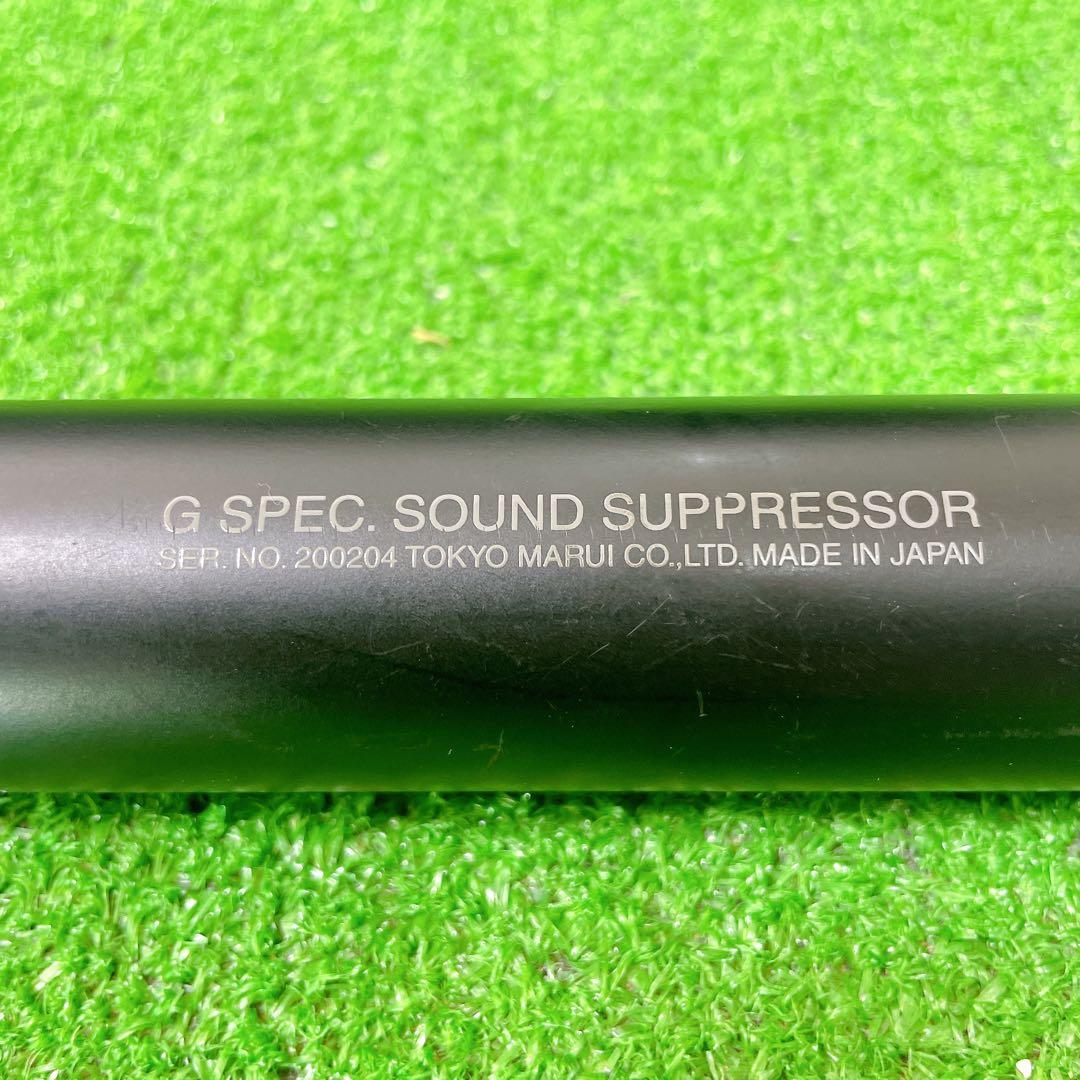 G SPEC. SOUND SUPPRESSOR
SER. NO. 200204 TOKYO MARUI CO.,LTD. MADE IN JAPAN